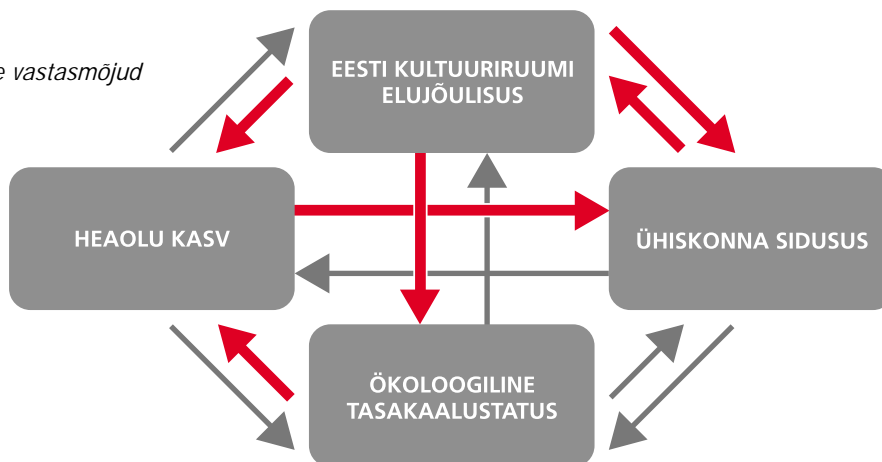 e vastasmõjud
EESTI KULTUURIRUUMI
ELUJÕULISUS
HEAOLU KASV
ÜHISKONNA SIDUSUS
ÖKOLOOGILINE
TASAKAALUSTATUS